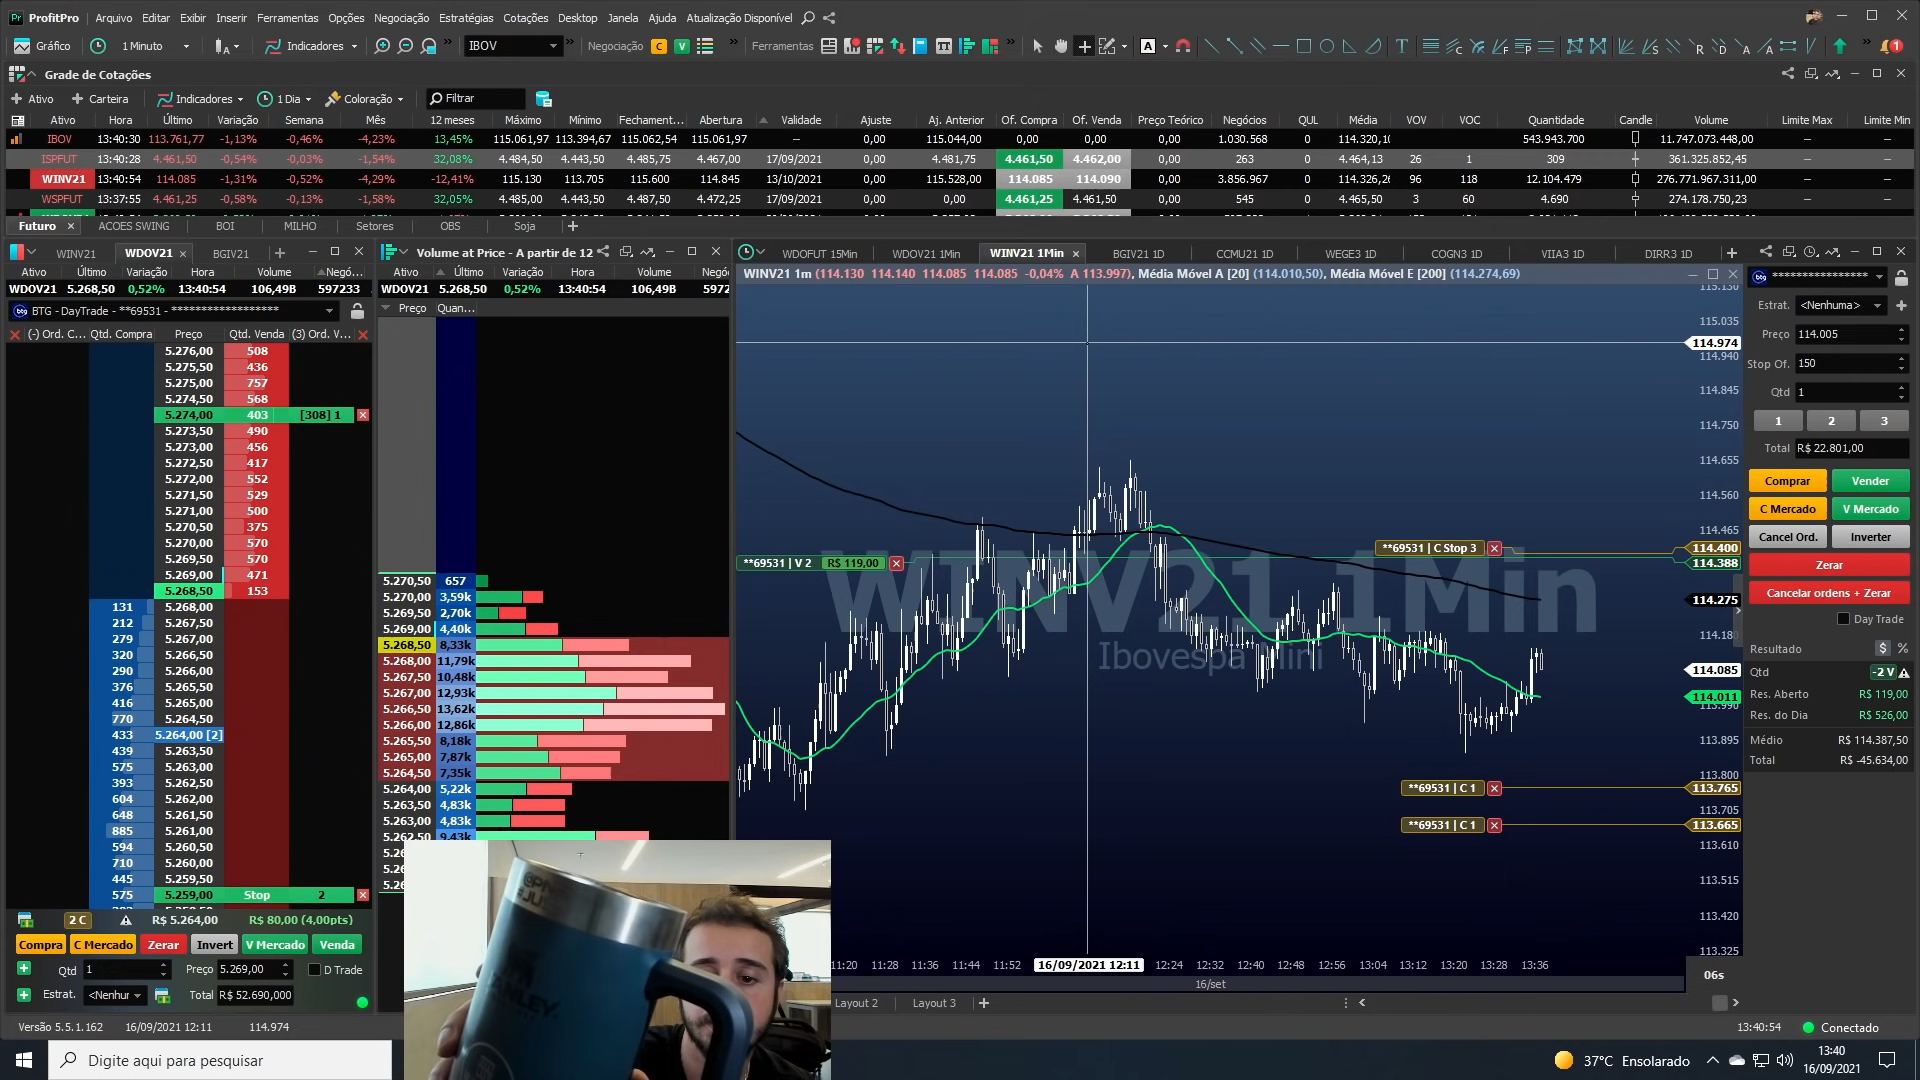 ProfitPro Arquivo Editar Exibir Inserir Ferramentas Opções Negociação Estratégias Cotações Desktop Janela Ajuda Atualização Disponível
Gráfico 1 Minuto Indicadores IBOV Negociação C V Ferramentas
Grade de Cotações
Ativo Carteira Indicadores 1 Dia Coloração Filtrar
Ativo Hora Último Variação Semana Mês 12 meses Máximo Mínimo Fechament... Abertura Validade Ajuste Aj. Anterior Of. Compra Of. Venda Preço Teórico Negócios QUL Média VOV VOC Quantidade Candle Volume Limite Max Limite Min
IBOV 13:40:30 113.761,77 -1,13% -0,46% -4,23% 13,45% 115.061,97 113.394,67 115.062,54 115.061,97 — 0,00 115.044,00 0,00 0,00 0,00 1.030.568 0 114.320,10 543.943.700 11.747.073.448,00 — —
ISPFUT 13:40:28 4.461,50 -0,54% -0,03% -1,54% 32,08% 4.484,50 4.443,50 4.485,75 4.467,00 17/09/2021 0,00 4.481,75 4.461,50 4.462,00 0,00 263 0 4.464,13 26 1 309 361.325.852,45 — —
WINV21 13:40:54 114.085 -1,31% -0,52% -4,29% -12,41% 115.130 113.705 115.600 114.845 13/10/2021 0,00 115.528,00 114.085 114.090 0,00 3.856.967 0 114.326,26 96 118 12.104.479 276.771.967.311,00 — —
WSPFUT 13:37:55 4.461,25 -0,58% -0,13% -1,58% 32,05% 4.485,00 4.443,50 4.487,50 4.472,25 17/09/2021 0,00 0,00 4.461,25 4.461,50 0,00 545 0 4.465,50 3 60 4.690 274.178.750,23 — —
Futuro ACOES SWING BOI MILHO Setores OBS Soja
WINV21 WDOV21 BGIV21
Ativo Último Variação Hora Volume Negó...
WDOV21 5.268,50 0,52% 13:40:54 106,49B 597233
BTG - DayTrade - **69531 - ******************
(-) Ord. C... Qtd. Compra Preço Qtd. Venda (3) Ord. V...
5.276,00 508
5.275,50 436
5.275,00 757
5.274,50 568
5.274,00 403 [308] 1
5.273,50 490
5.273,00 456
5.272,50 417
5.272,00 552
5.271,50 529
5.271,00 500
5.270,50 375
5.270,00 570
5.269,50 570
5.269,00 471
5.268,50 153
131 5.268,00
212 5.267,50
279 5.267,00
320 5.266,50
290 5.266,00
376 5.265,50
416 5.265,00
770 5.264,50
433 5.264,00 [2]
439 5.263,50
575 5.263,00
393 5.262,50
604 5.262,00
648 5.261,50
885 5.261,00
594 5.260,50
710 5.260,00
445 5.259,50
575 5.259,00 Stop 2
2 C R$ 5.264,00 R$ 80,00 (4,00pts)
Compra C Mercado Zerar Invert V Mercado Venda
Qtd 1 Preço 5.269,00 D Trade
Estrat. <Nenhur Total R$ 52.690,000
Volume at Price - A partir de 12
Ativo Último Variação Hora Volume Negó
WDOV21 5.268,50 0,52% 13:40:54 106,49B 5972
Preço Quan...
5.270,50 657
5.270,00 3,59k
5.269,50 2,70k
5.269,00 4,40k
5.268,50 8,33k
5.268,00 11,79k
5.267,50 10,48k
5.267,00 12,93k
5.266,50 13,62k
5.266,00 12,86k
5.265,50 8,18k
5.265,00 7,87k
5.264,50 7,35k
5.264,00 5,22k
5.263,50 4,83k
5.263,00 4,83k
5.262,50 9,43k
WDOFUT 15Min WDOV21 1Min WINV21 1Min BGIV21 1D CCMU21 1D WEGE3 1D COGN3 1D VIIA3 1D DIRR3 1D
WINV21 1m (114.130 114.140 114.085 114.085 -0,04% A 113.997), Média Móvel A [20] (114.010,50), Média Móvel E [200] (114.274,69)
WINV21 1Min
Ibovespa Mini
**69531 | V 2 R$ 119,00
**69531 | C Stop 3
**69531 | C 1
**69531 | C 1
115.130
115.035
114.974
114.940
114.845
114.750
114.655
114.560
114.465
114.400
114.388
114.275
114.180
114.085
114.011
113.990
113.895
113.800
113.765
113.705
113.665
113.610
113.515
113.420
113.325
11:20 11:28 11:36 11:44 11:52 16/09/2021 12:11 12:24 12:32 12:40 12:48 12:56 13:04 13:12 13:20 13:28 13:36
16/set
06s
Layout 2 Layout 3
****************
Estrat. <Nenhuma>
Preço 114.005
Stop Of. 150
Qtd 1
1 2 3
Total R$ 22.801,00
Comprar Vender
C Mercado V Mercado
Cancel Ord. Inverter
Zerar
Cancelar ordens + Zerar
Day Trade
Resultado $ %
Qtd -2 V
Res. Aberto R$ 119,00
Res. do Dia R$ 526,00
Médio R$ 114.387,50
Total R$ -45.634,00
Versão 5.5.1.162 16/09/2021 12:11 114.974
13:40:54 Conectado
Digite aqui para pesquisar
37°C Ensolarado
13:40
16/09/2021